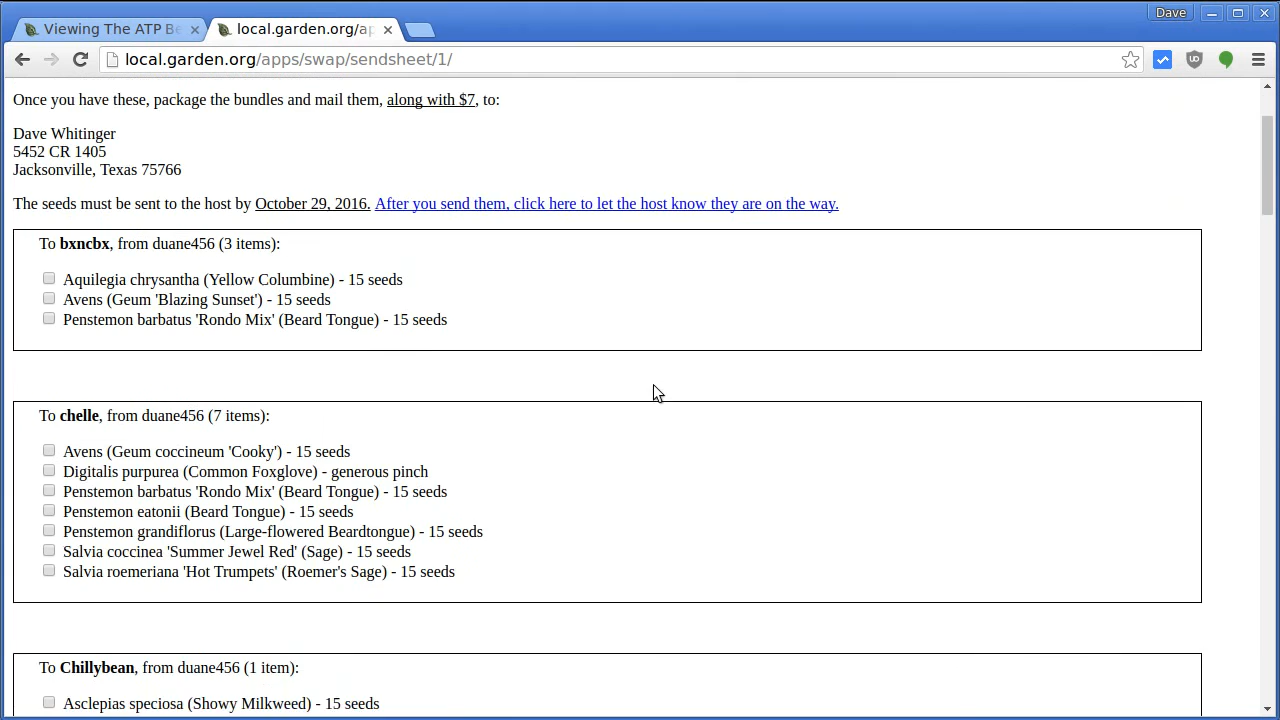 Dave
Viewing The ATP Be
local.garden.org/ap
local.garden.org/apps/swap/sendsheet/1/
Once you have these, package the bundles and mail them, along with $7, to:
Dave Whitinger
5452 CR 1405
Jacksonville, Texas 75766
The seeds must be sent to the host by October 29, 2016. After you send them, click here to let the host know they are on the way.
To bxncbx, from duane456 (3 items):
Aquilegia chrysantha (Yellow Columbine) - 15 seeds
Avens (Geum 'Blazing Sunset') - 15 seeds
Penstemon barbatus 'Rondo Mix' (Beard Tongue) - 15 seeds
To chelle, from duane456 (7 items):
Avens (Geum coccineum 'Cooky') - 15 seeds
Digitalis purpurea (Common Foxglove) - generous pinch
Penstemon barbatus 'Rondo Mix' (Beard Tongue) - 15 seeds
Penstemon eatonii (Beard Tongue) - 15 seeds
Penstemon grandiflorus (Large-flowered Beardtongue) - 15 seeds
Salvia coccinea 'Summer Jewel Red' (Sage) - 15 seeds
Salvia roemeriana 'Hot Trumpets' (Roemer's Sage) - 15 seeds
To Chillybean, from duane456 (1 item):
Asclepias speciosa (Showy Milkweed) - 15 seeds